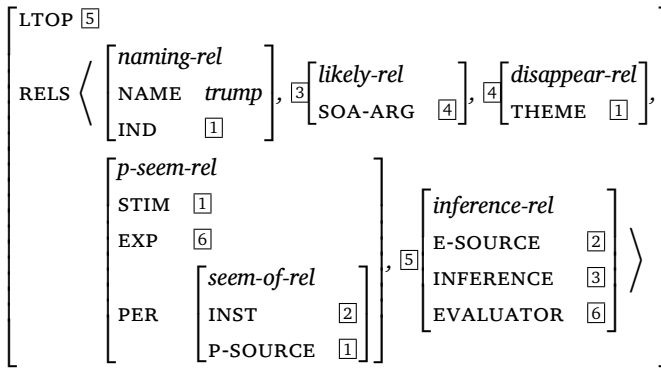 LTOP 5
RELS ⟨ [naming-rel NAME trump IND 1], 3[likely-rel SOA-ARG 4], 4[disappear-rel THEME 1],
[p-seem-rel STIM 1 EXP 6 PER [seem-of-rel INST 2 P-SOURCE 1]], 5[inference-rel E-SOURCE 2 INFERENCE 3 EVALUATOR 6] ⟩